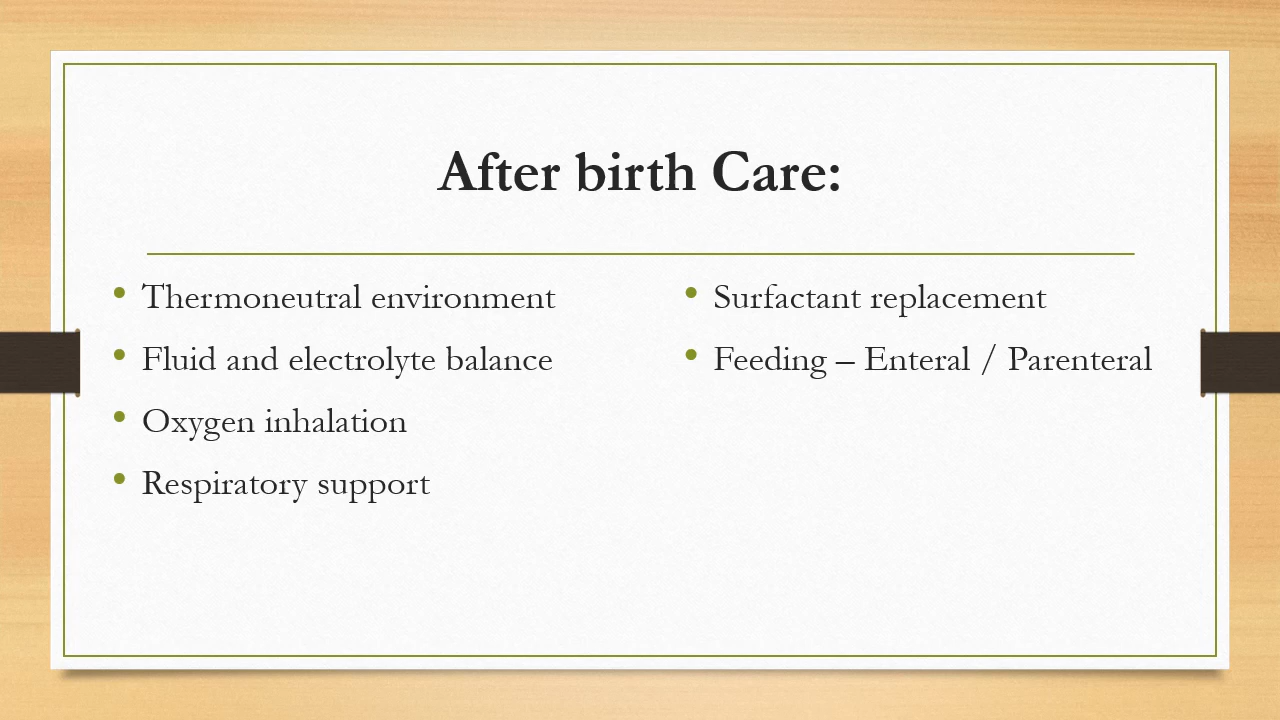 After birth Care:
• Thermoneutral environment
• Fluid and electrolyte balance
• Oxygen inhalation
• Respiratory support
• Surfactant replacement
• Feeding – Enteral / Parenteral